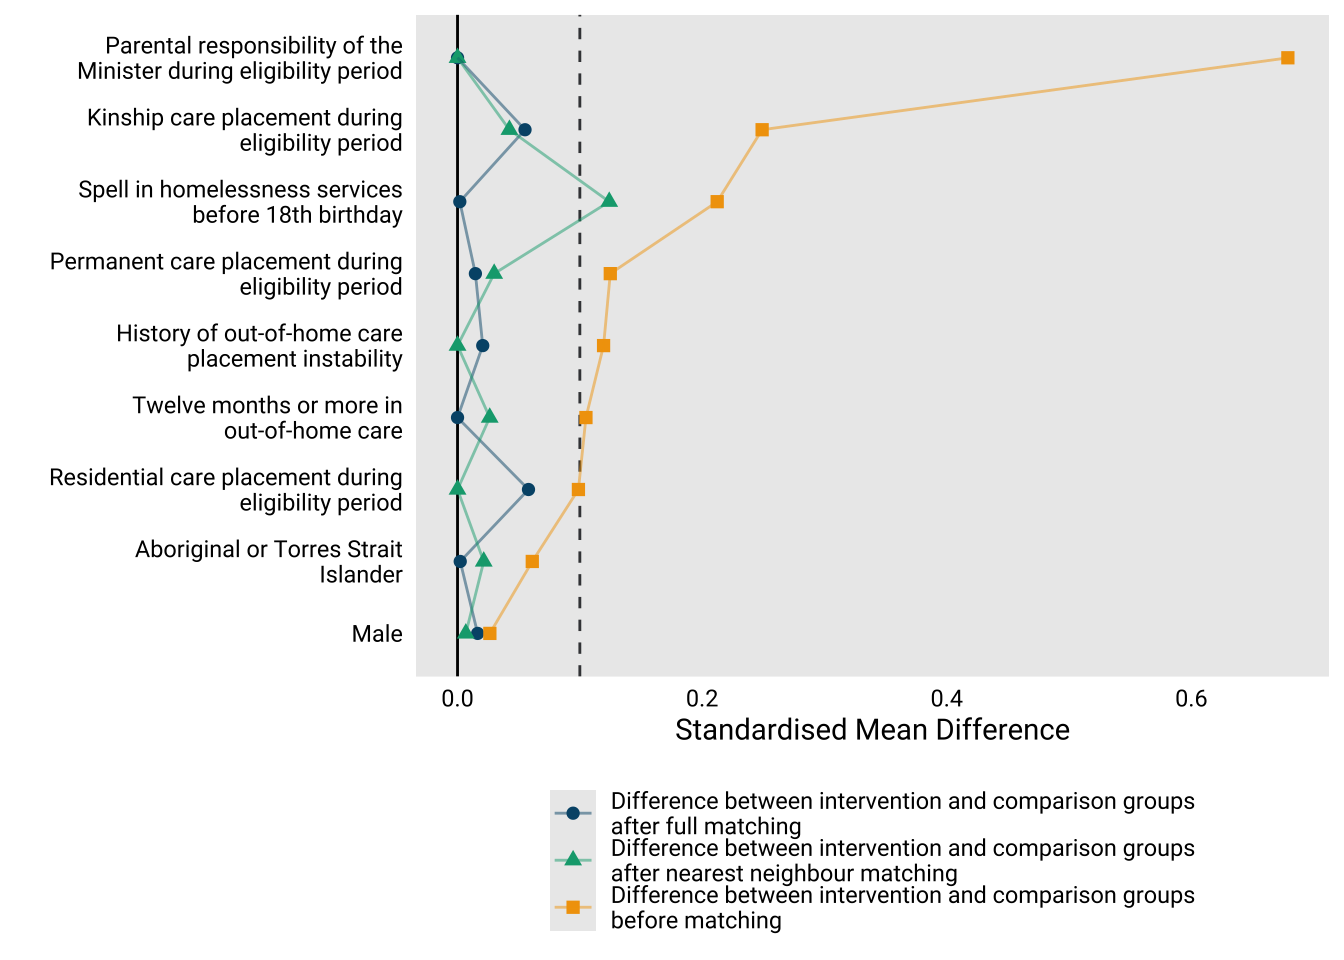 Parental responsibility of the
Minister during eligibility period
Kinship care placement during
eligibility period
Spell in homelessness services
before 18th birthday
Permanent care placement during
eligibility period
History of out-of-home care
placement instability
Twelve months or more in
out-of-home care
Residential care placement during
eligibility period
Aboriginal or Torres Strait
Islander
Male
0.0 0.2 0.4 0.6
Standardised Mean Difference
Difference between intervention and comparison groups
after full matching
Difference between intervention and comparison groups
after nearest neighbour matching
Difference between intervention and comparison groups
before matching